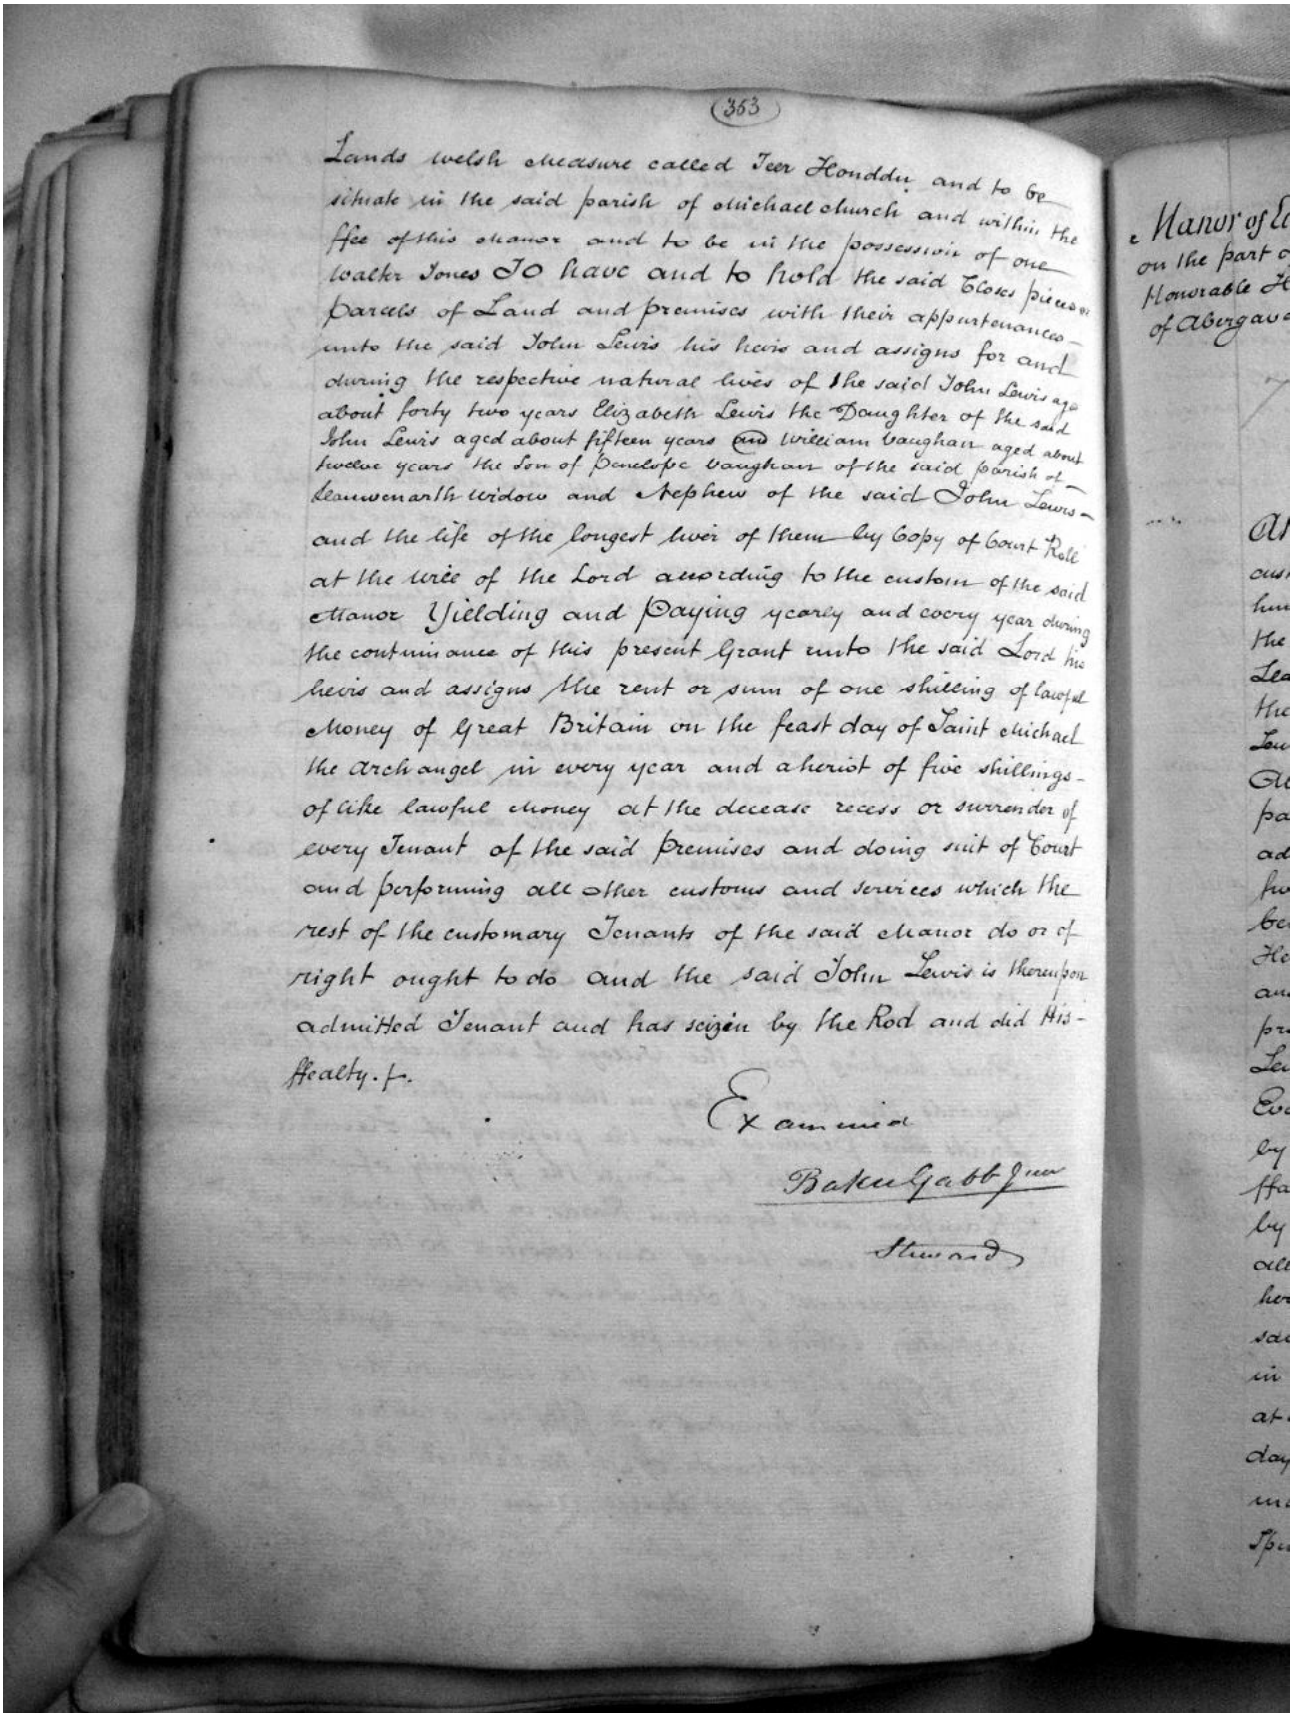 353
Lands welsh Measure called Teer Honddu and to be
situate in the said parish of Michaelchurch and within the
ffee of this Manor and to be in the possession of one
Walter Jones TO have and to hold the said Closes pieces or
parcels of Land and premises with their appurtenances
unto the said John Lewis his heirs and assigns for and
during the respective natural lives of the said John Lewis age
about forty two years Elizabeth Lewis the Daughter of the said
John Lewis aged about fifteen years and William Vaughan aged about
twelve years the Son of Penelope Vaughan of the said parish of
Llanwenarth Widow and Nephew of the said John Lewis
and the life of the longest liver of them by Copy of Court Roll
at the will of the Lord according to the custom of the said
Manor Yielding and Paying yearly and every year during
the continuance of this present Grant unto the said Lord his
heirs and assigns the rent or sum of one shilling of lawful
Money of Great Britain on the feast day of Saint Michael
the Archangel in every year and a heriot of five shillings
of like lawful Money at the decease recess or surrender of
every Tenant of the said Premises and doing suit of Court
and performing all other customs and services which the
rest of the customary Tenants of the said Manor do or of
right ought to do and the said John Lewis is thereupon
admitted Tenant and has seizin by the Rod and did His
ffealty.
Examined
Baker Gabb Junr
Steward
Manor of
on the part
Honorable
of
the
the
by
by
in
at
day